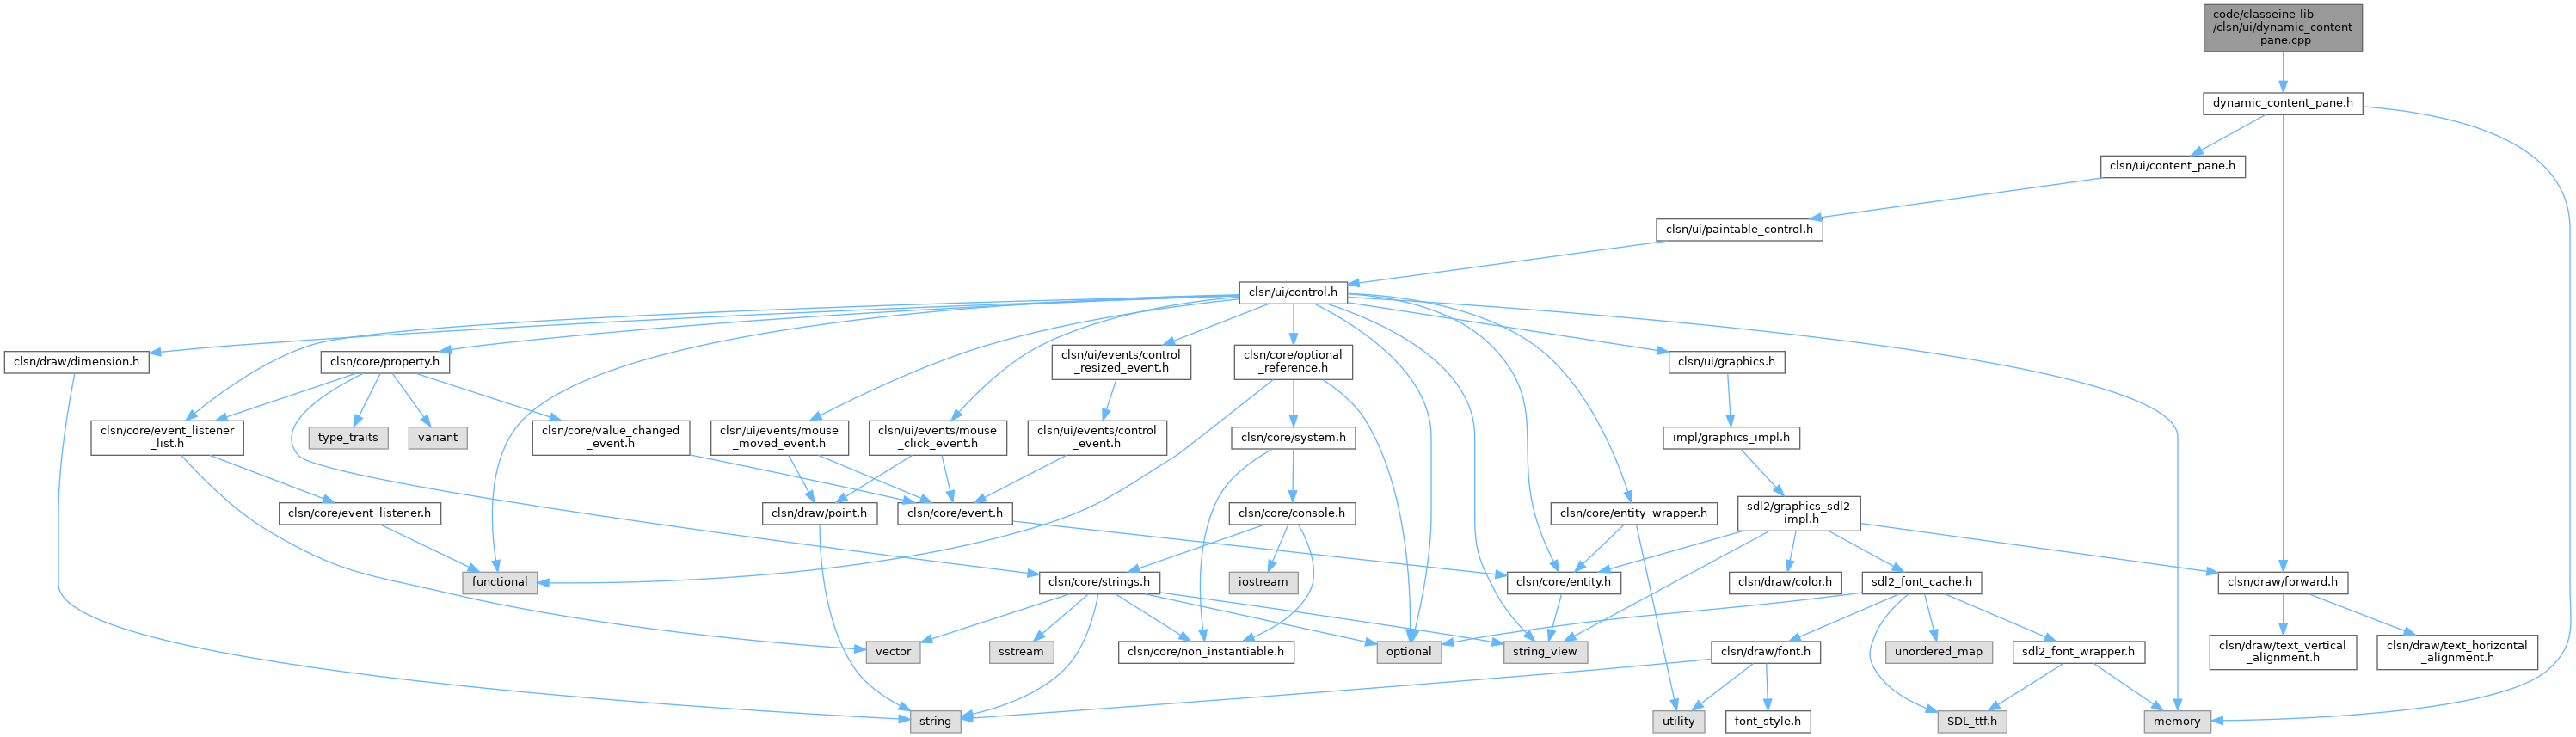 code/classeine-lib
/clsn/ui/dynamic_content
_pane.cpp
dynamic_content_pane.h
clsn/ui/content_pane.h
clsn/ui/paintable_control.h
clsn/ui/control.h
clsn/draw/dimension.h
clsn/core/property.h
clsn/ui/events/control
_resized_event.h
clsn/core/optional
_reference.h
clsn/ui/graphics.h
clsn/core/event_listener
_list.h
type_traits
variant
clsn/core/value_changed
_event.h
clsn/ui/events/mouse
_moved_event.h
clsn/ui/events/mouse
_click_event.h
clsn/ui/events/control
_event.h
clsn/core/system.h
impl/graphics_impl.h
clsn/core/event_listener.h
clsn/draw/point.h
clsn/core/event.h
clsn/core/console.h
clsn/core/entity_wrapper.h
sdl2/graphics_sdl2
_impl.h
functional
clsn/core/strings.h
iostream
clsn/core/entity.h
clsn/draw/color.h
sdl2_font_cache.h
clsn/draw/forward.h
vector
sstream
clsn/core/non_instantiable.h
optional
string_view
clsn/draw/font.h
unordered_map
sdl2_font_wrapper.h
clsn/draw/text_vertical
_alignment.h
clsn/draw/text_horizontal
_alignment.h
string
utility
font_style.h
SDL_ttf.h
memory